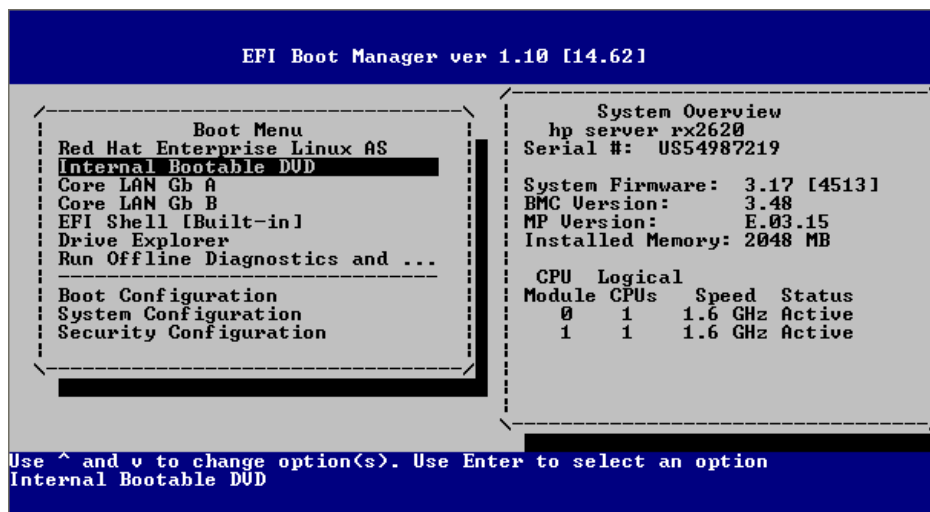 EFI Boot Manager ver 1.10 [14.62]
Boot Menu
Red Hat Enterprise Linux AS
Internal Bootable DVD
Core LAN Gb A
Core LAN Gb B
EFI Shell [Built-in]
Drive Explorer
Run Offline Diagnostics and ...
Boot Configuration
System Configuration
Security Configuration
System Overview
hp server rx2620
Serial #: US54987219
System Firmware: 3.17 [4513]
BMC Version: 3.48
MP Version: E.03.15
Installed Memory: 2048 MB
CPU Logical
Module CPUs Speed Status
0 1 1.6 GHz Active
1 1 1.6 GHz Active
Use ^ and v to change option(s). Use Enter to select an option
Internal Bootable DVD